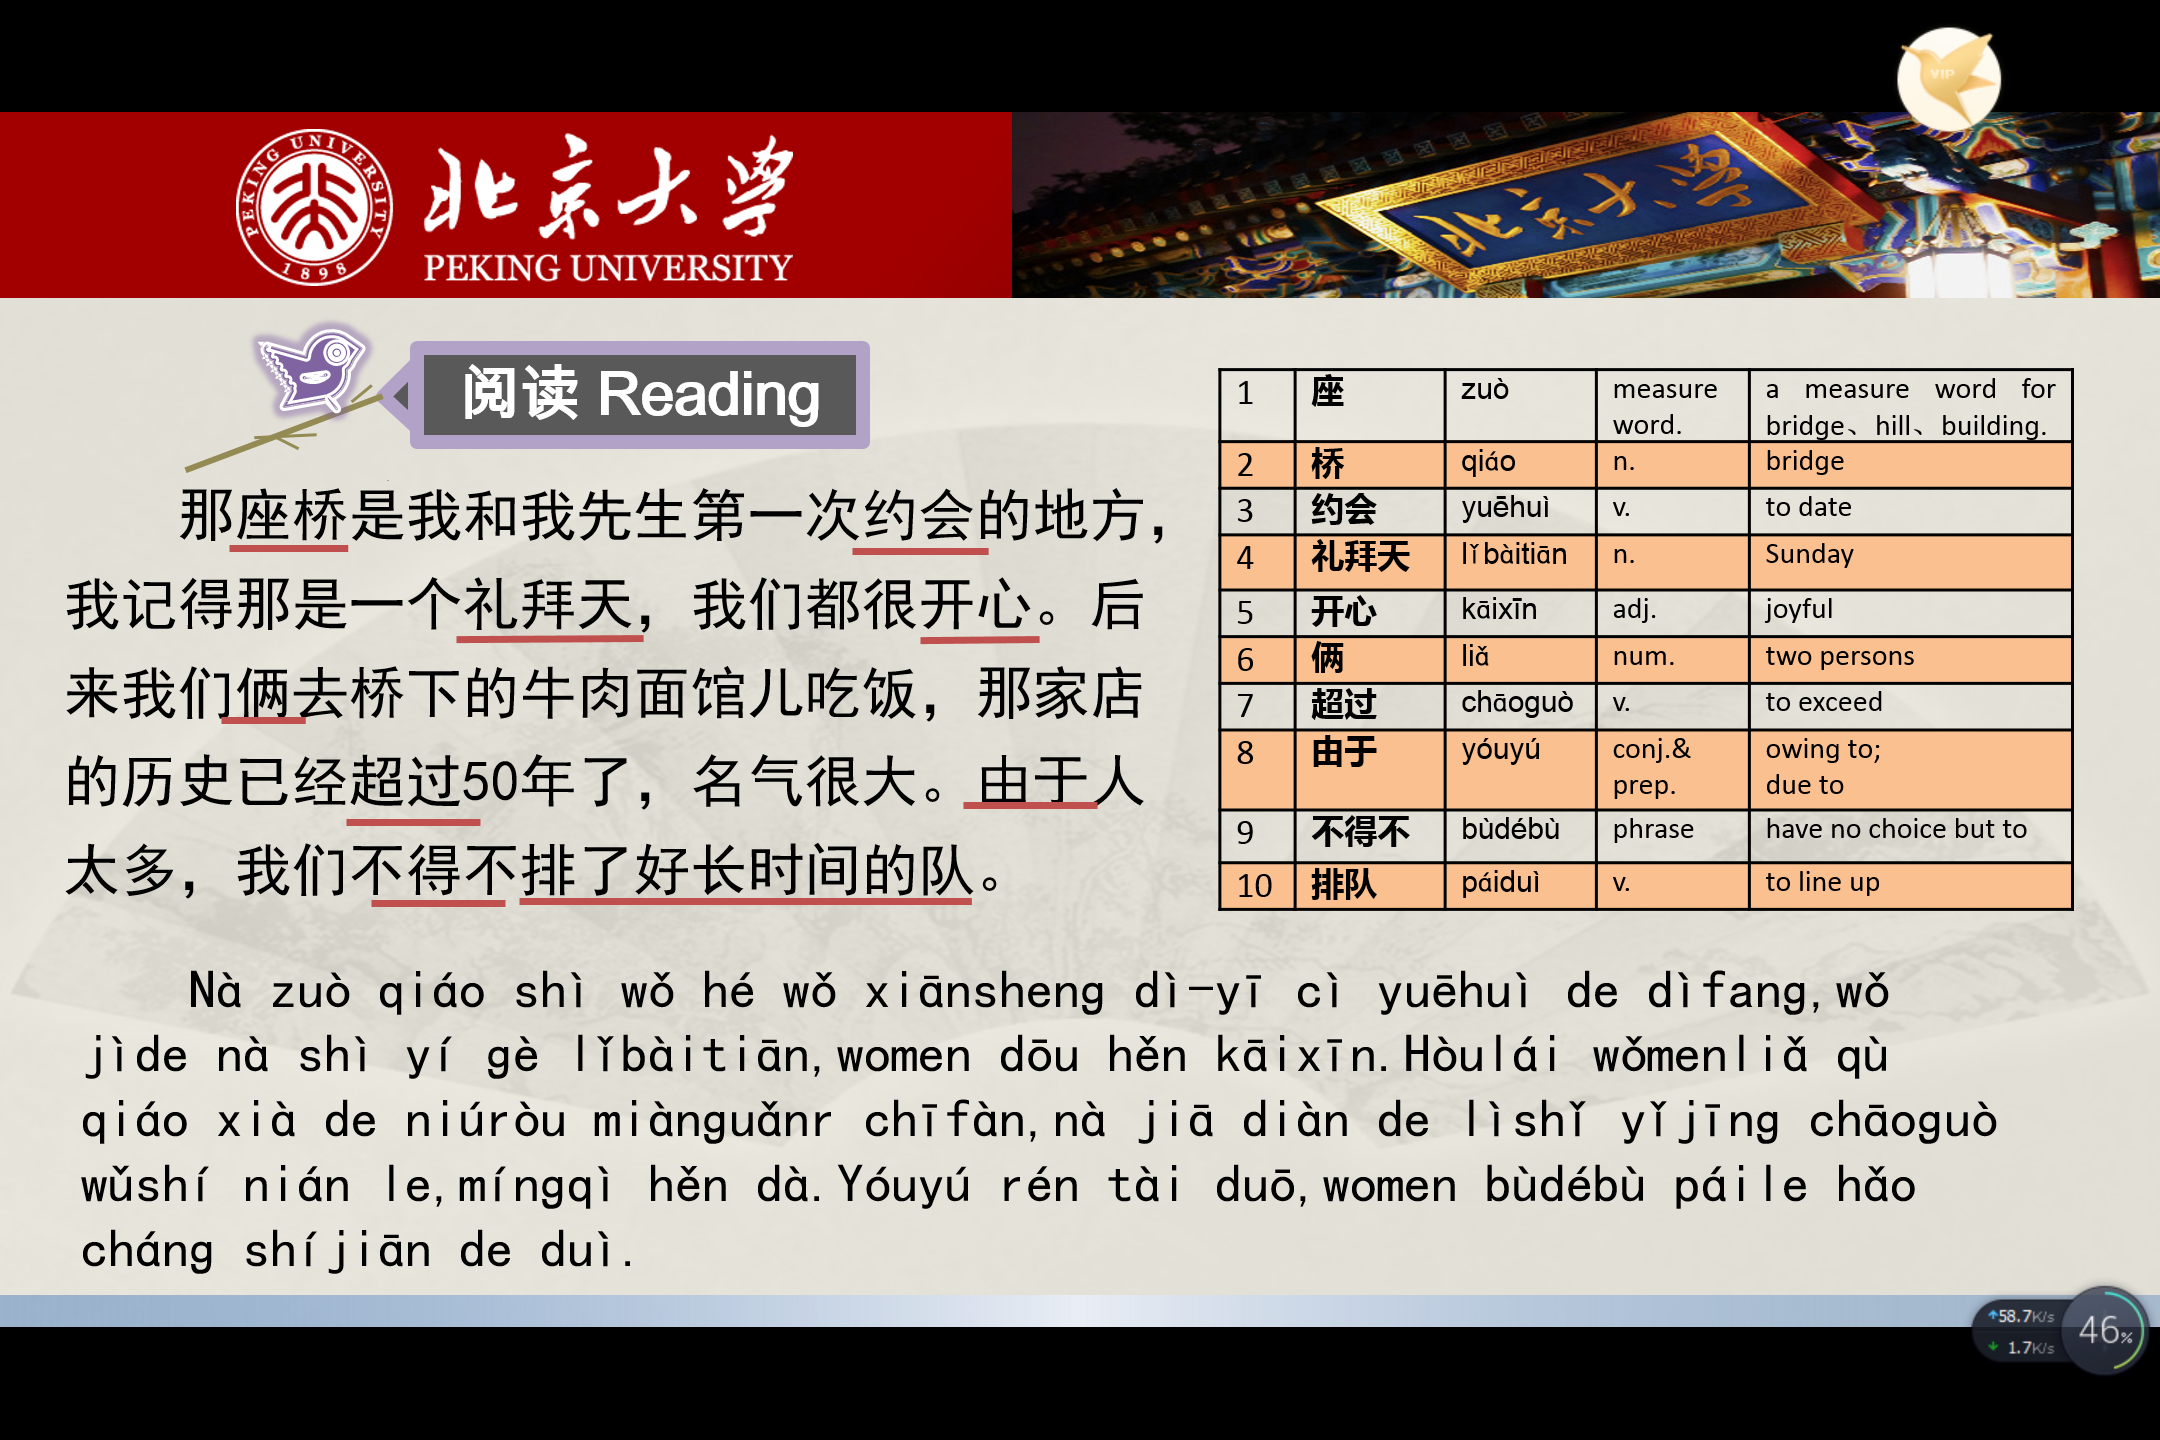 VIP
PEKING UNIVERSITY
1898
北京大学
PEKING UNIVERSITY
北京大学
阅读 Reading
那座桥是我和我先生第一次约会的地方，
我记得那是一个礼拜天，我们都很开心。后
来我们俩去桥下的牛肉面馆儿吃饭，那家店
的历史已经超过50年了，名气很大。由于人
太多，我们不得不排了好长时间的队。
1 座 zuò measure word. a measure word for bridge、hill、building.
2 桥 qiáo n. bridge
3 约会 yuēhuì v. to date
4 礼拜天 lǐbàitiān n. Sunday
5 开心 kāixīn adj. joyful
6 俩 liǎ num. two persons
7 超过 chāoguò v. to exceed
8 由于 yóuyú conj.& prep. owing to; due to
9 不得不 bùdébù phrase have no choice but to
10 排队 páiduì v. to line up
Nà zuò qiáo shì wǒ hé wǒ xiānsheng dì-yī cì yuēhuì de dìfang,wǒ
jìde nà shì yí gè lǐbàitiān,women dōu hěn kāixīn.Hòulái wǒmenliǎ qù
qiáo xià de niúròu miànguǎnr chīfàn,nà jiā diàn de lìshǐ yǐjīng chāoguò
wǔshí nián le,míngqì hěn dà.Yóuyú rén tài duō,women bùdébù páile hǎo
cháng shíjiān de duì.
58.7K/s
1.7K/s
46%